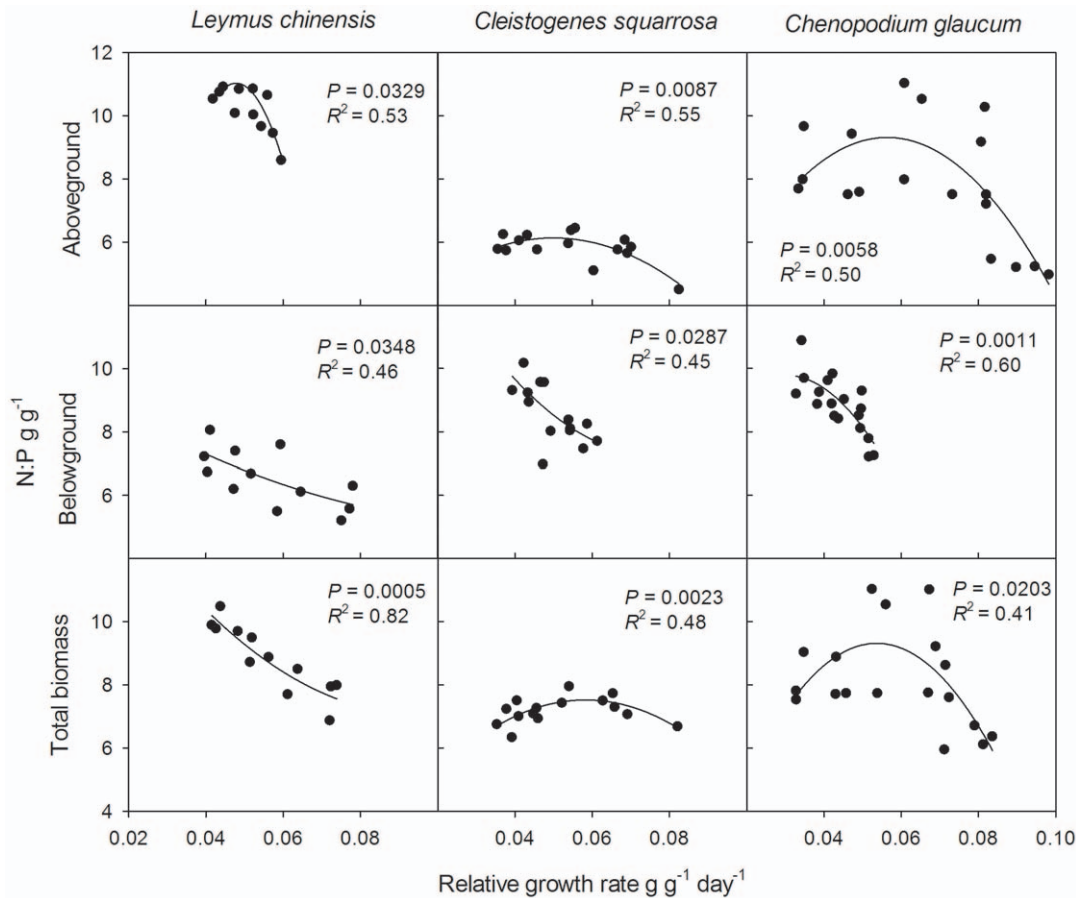 Leymus chinensis
Cleistogenes squarrosa
Chenopodium glaucum
N:P g g⁻¹
Aboveground
12
10
8
6
P = 0.0329
R² = 0.53
P = 0.0087
R² = 0.55
P = 0.0058
R² = 0.50
Belowground
10
8
6
P = 0.0348
R² = 0.46
P = 0.0287
R² = 0.45
P = 0.0011
R² = 0.60
Total biomass
10
8
6
4
P = 0.0005
R² = 0.82
P = 0.0023
R² = 0.48
P = 0.0203
R² = 0.41
0.02 0.04 0.06 0.08 0.04 0.06 0.08 0.04 0.06 0.08 0.10
Relative growth rate g g⁻¹ day⁻¹